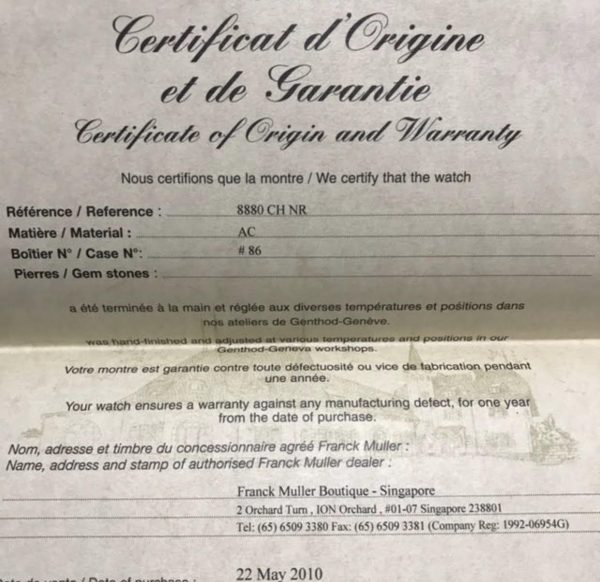 Certificat d'Origine
et de Garantie
Certificate of Origin and Warranty
Nous certifions que la montre / We certify that the watch
Référence / Reference : 8880 CH NR
Matière / Material : AC
Boîtier N° / Case N°: # 86
Pierres / Gem stones :
a été terminée à la main et réglée aux diverses températures et positions dans
nos ateliers de Genthod-Genève.
was hand-finished and adjusted at various temperatures and positions in our
Genthod-Geneva workshops.
Votre montre est garantie contre toute défectuosité ou vice de fabrication pendant
une année.
Your watch ensures a warranty against any manufacturing defect, for one year
from the date of purchase.
Nom, adresse et timbre du concessionnaire agréé Franck Muller :
Name, address and stamp of authorised Franck Muller dealer :
Franck Muller Boutique - Singapore
2 Orchard Turn , ION Orchard , #01-07 Singapore 238801
Tel: (65) 6509 3380 Fax: (65) 6509 3381 (Company Reg: 1992-06954G)
Date de vente / Date of purchase : 22 May 2010